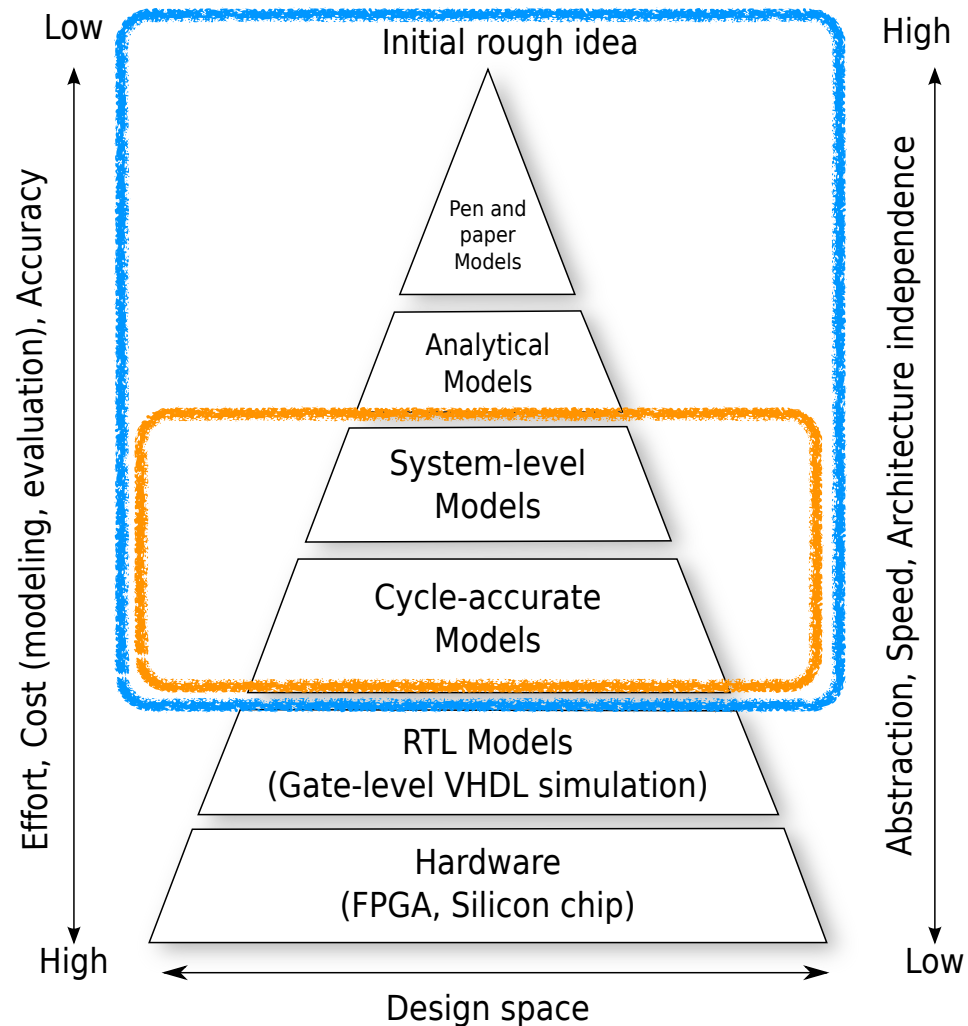 Low
Initial rough idea
High
Pen and
paper
Models
Analytical
Models
System-level
Models
Cycle-accurate
Models
RTL Models
(Gate-level VHDL simulation)
Hardware
(FPGA, Silicon chip)
Effort, Cost (modeling, evaluation), Accuracy
Abstraction, Speed, Architecture independence
High
Low
Design space